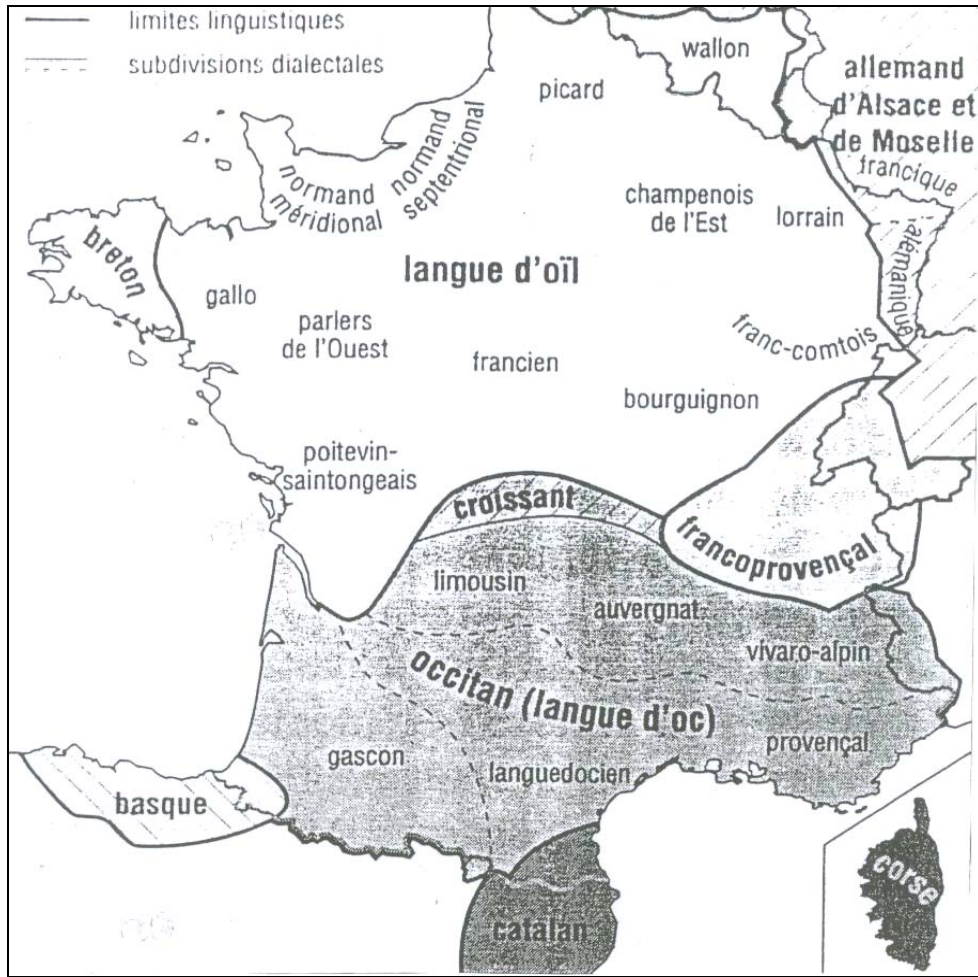 limites linguistiques
subdivisions dialectales
wallon
picard
allemand
d'Alsace et
de Moselle
francique
normand
septentrional
normand
méridional
champenois
de l'Est
lorrain
alémanique
breton
langue d'oïl
gallo
parlers
de l'Ouest
franc-comtois
francien
bourguignon
poitevin-
saintongeais
croissant
francoprovençal
limousin
auvergnat
vivaro-alpin
occitan (langue d'oc)
provençal
gascon
languedocien
basque
corse
catalan